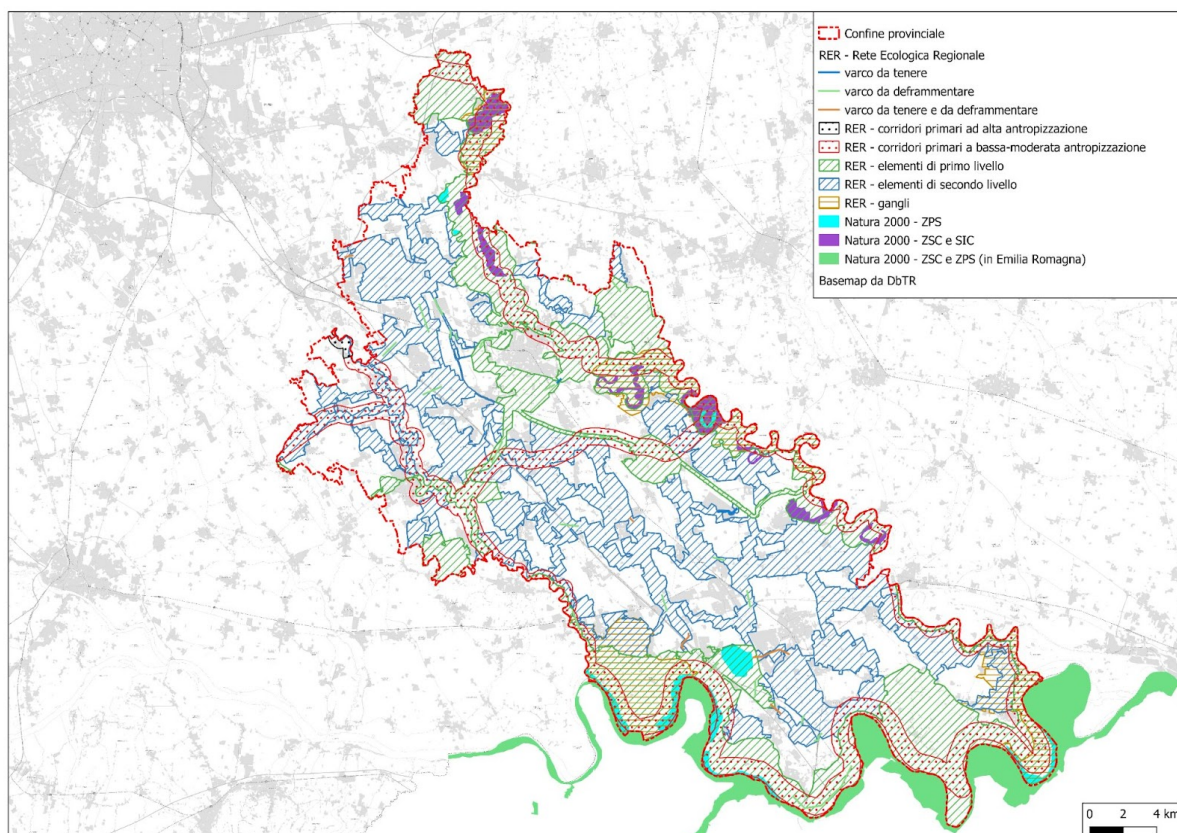 Confine provinciale
RER - Rete Ecologica Regionale
varco da tenere
varco da deframmentare
varco da tenere e da deframmentare
RER - corridori primari ad alta antropizzazione
RER - corridori primari a bassa-moderata antropizzazione
RER - elementi di primo livello
RER - elementi di secondo livello
RER - gangli
Natura 2000 - ZPS
Natura 2000 - ZSC e SIC
Natura 2000 - ZSC e ZPS (in Emilia Romagna)
Basemap da DbTR
0 2 4 km